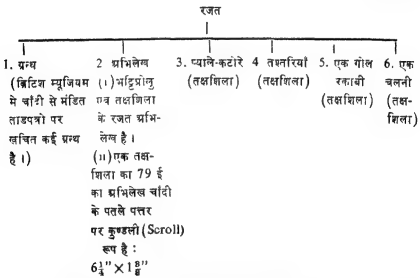 रजत
1. ग्रन्थ
(ब्रिटिश म्यूजियम
मे चाँदी से मंडित
ताडपत्रो पर
खचित कई ग्रन्थ
है।)
2 अभिलेख
(i) भट्टिप्रोलु
एव तक्षशिला
के रजत अभि-
लेख है।
(ii) एक तक्ष-
शिला का 79 ई
का अभिलेख चाँदी
के पतले पत्तर
पर कुण्डली (Scroll)
रूप है :
6¼" × 1⅜"
3. प्याले-कटोरे
(तक्षशिला)
4 तश्तरियाँ
(तक्षशिला)
5. एक गोल
रकाबी
(तक्षशिला)
6. एक
चलनी
(तक्ष-
शिला)